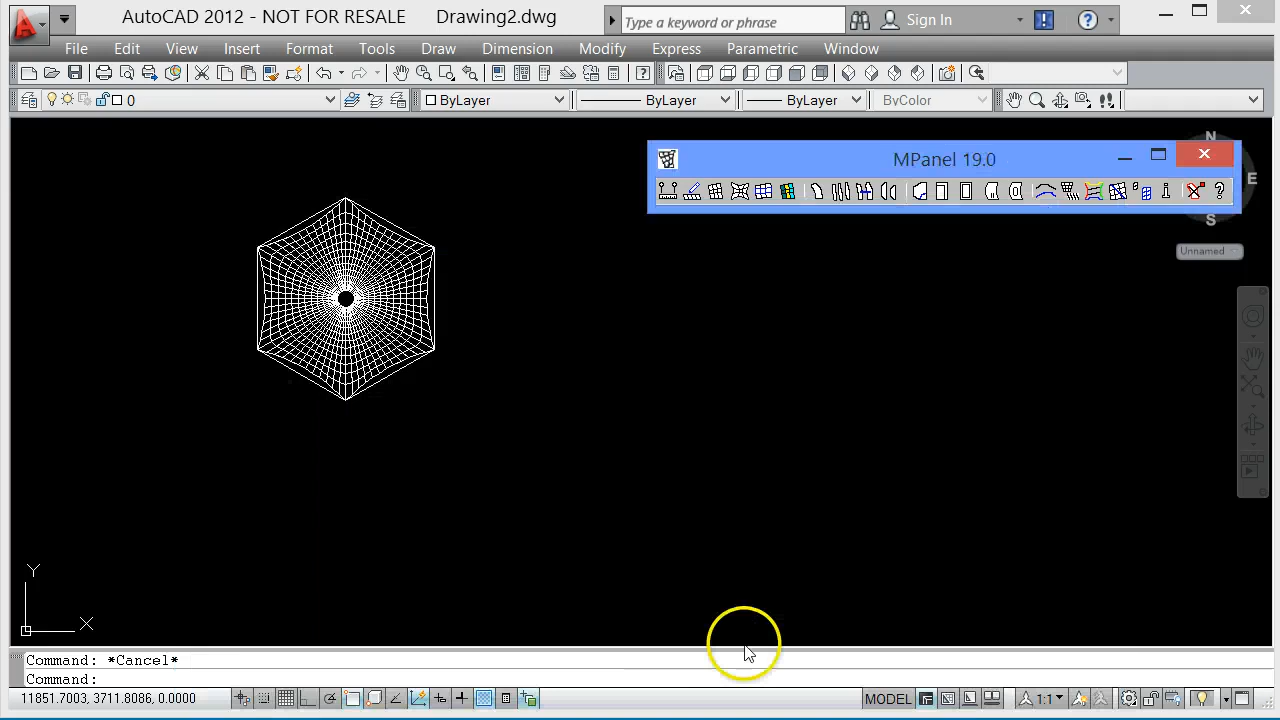 AutoCAD 2012 - NOT FOR RESALE Drawing2.dwg Type a keyword or phrase Sign In
File Edit View Insert Format Tools Draw Dimension Modify Express Parametric Window
0 ByLayer ByLayer ByLayer ByColor
MPanel 19.0
N
E
S
Unnamed
Y
X
Command: *Cancel*
Command:
11851.7003, 3711.8086, 0.0000 MODEL 1:1